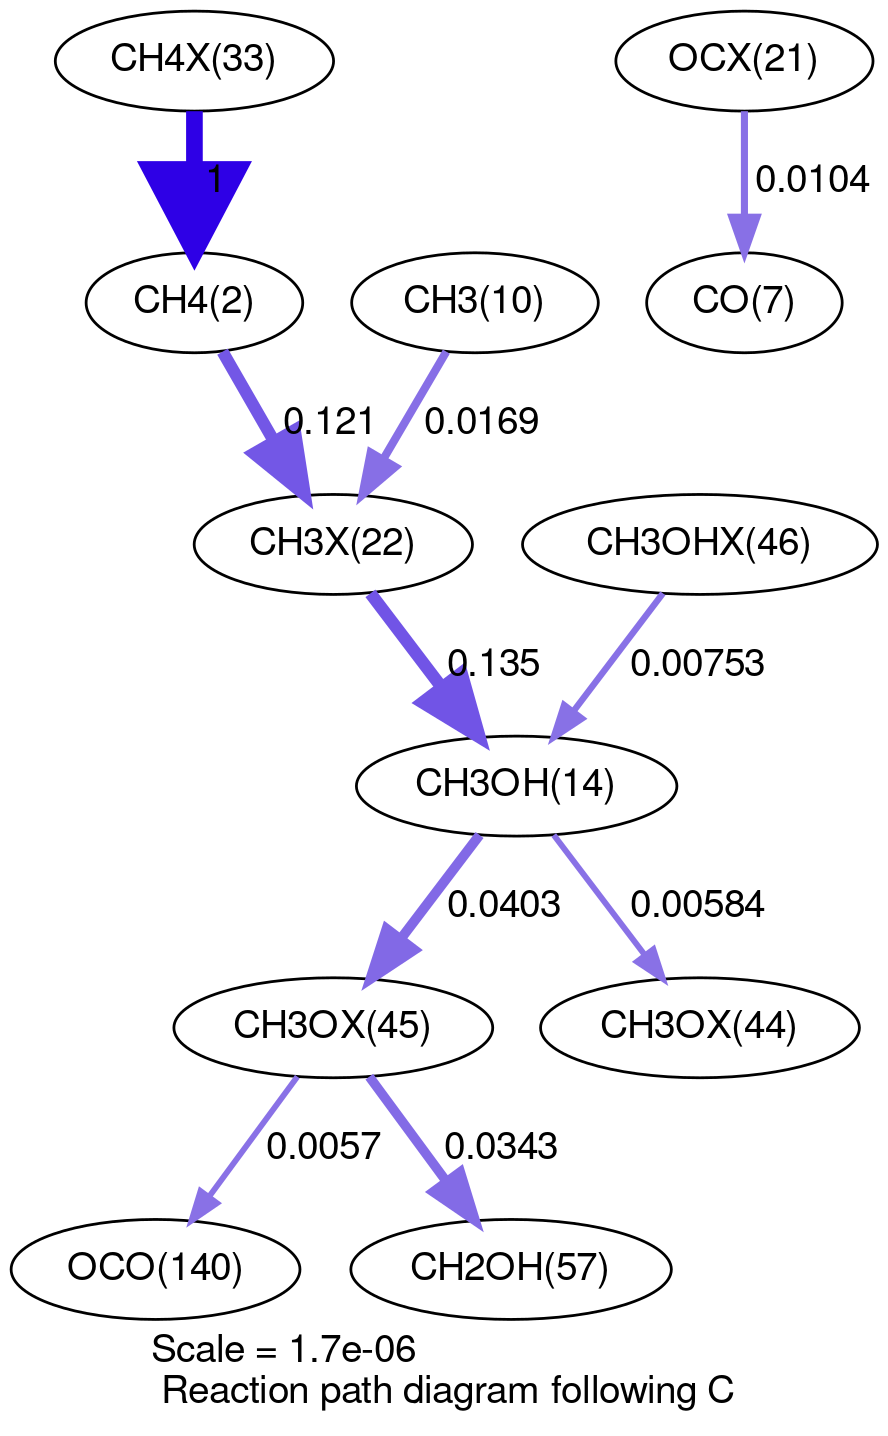 CH4X(33)
OCX(21)
1
0.0104
CH4(2)
CH3(10)
CO(7)
0.121
0.0169
CH3X(22)
CH3OHX(46)
0.135
0.00753
CH3OH(14)
0.0403
0.00584
CH3OX(45)
CH3OX(44)
0.0057
0.0343
OCO(140)
CH2OH(57)
Scale = 1.7e-06
Reaction path diagram following C